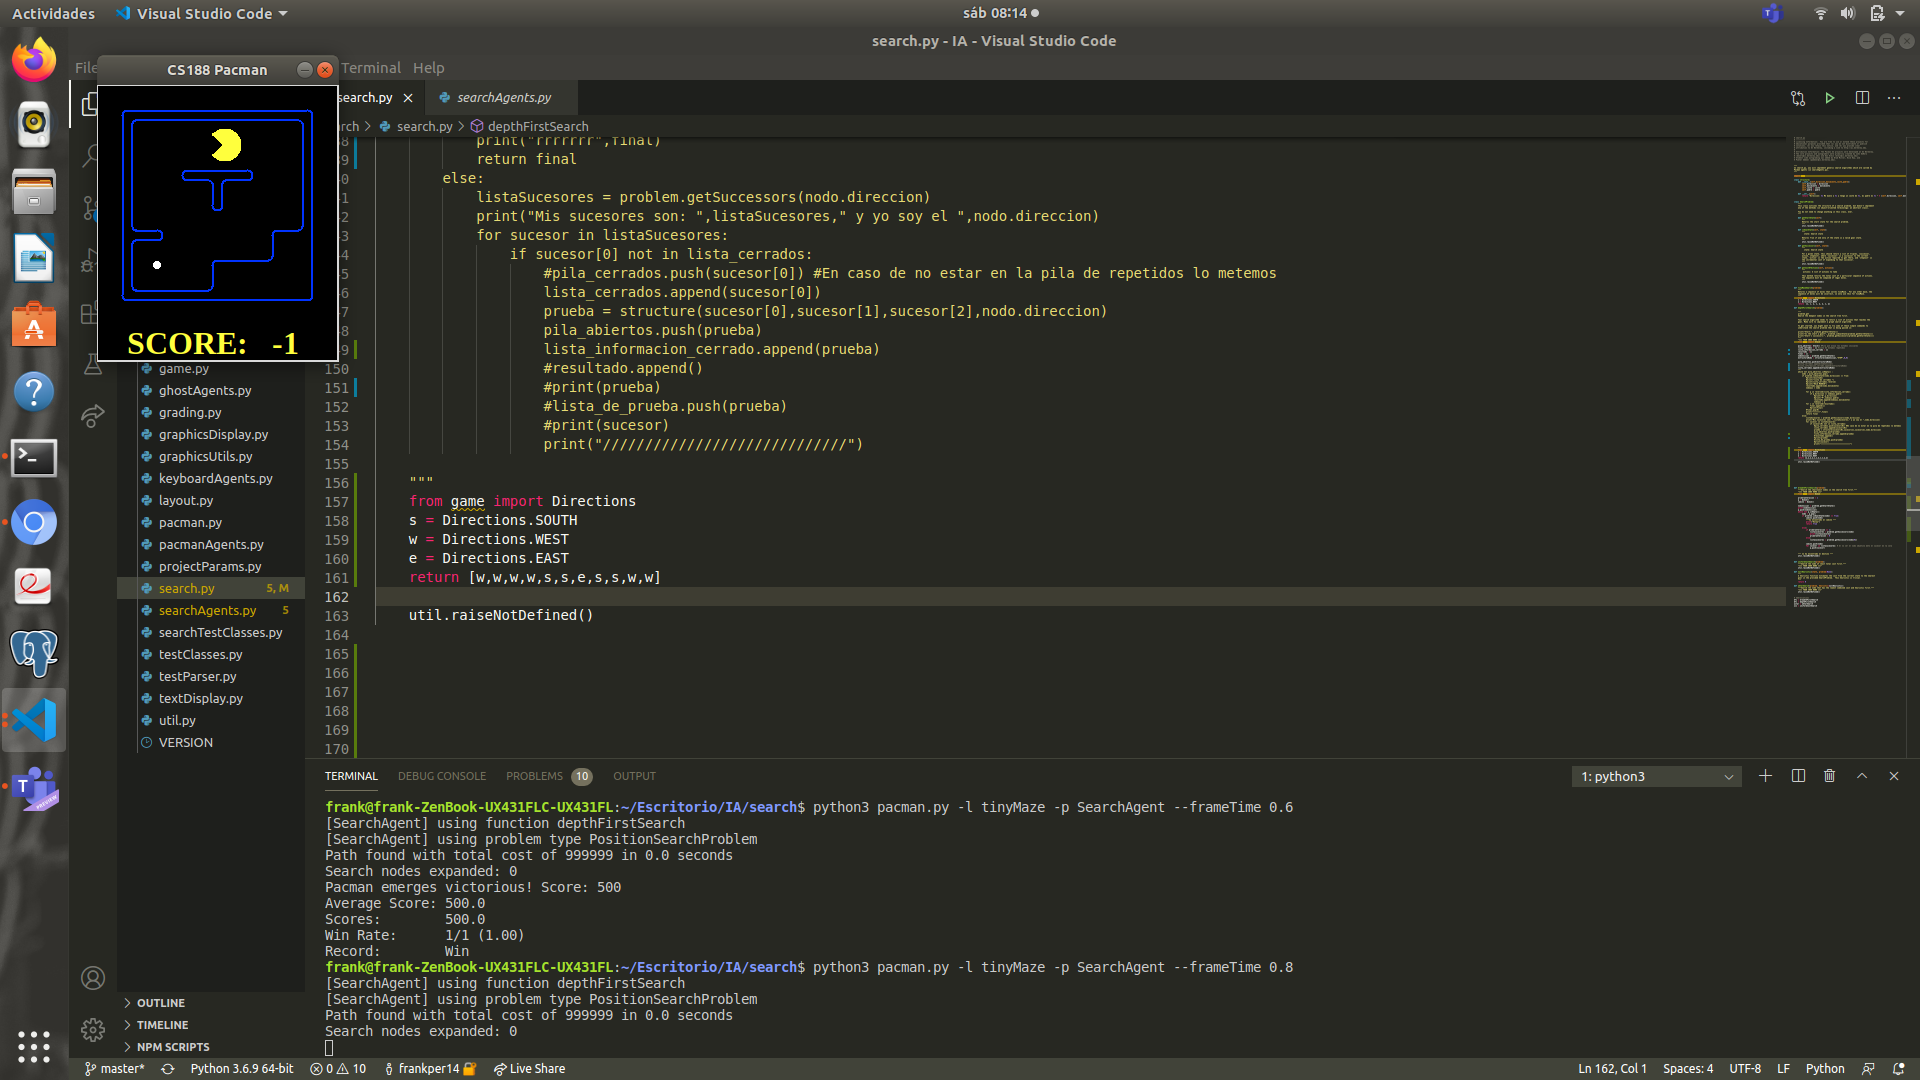 Actividades
Visual Studio Code
sáb 08:14
search.py - IA - Visual Studio Code
File
Terminal Help
CS188 Pacman
SCORE: -1
search.py
searchAgents.py
search.py
depthFirstSearch
print("rrrrrrr",final)
return final
else:
listaSucesores = problem.getSuccessors(nodo.direccion)
print("Mis sucesores son: ",listaSucesores," y yo soy el ",nodo.direccion)
for sucesor in listaSucesores:
if sucesor[0] not in lista_cerrados:
#pila_cerrados.push(sucesor[0]) #En caso de no estar en la pila de repetidos lo metemos
lista_cerrados.append(sucesor[0])
prueba = structure(sucesor[0],sucesor[1],sucesor[2],nodo.direccion)
pila_abiertos.push(prueba)
lista_informacion_cerrado.append(prueba)
150 #resultado.append()
151 #print(prueba)
152 #lista_de_prueba.push(prueba)
153 #print(sucesor)
154 print("/////////////////////////////")
155
156 """
157 from game import Directions
158 s = Directions.SOUTH
159 w = Directions.WEST
160 e = Directions.EAST
161 return [w,w,w,w,s,s,e,s,s,w,w]
162
163 util.raiseNotDefined()
164
165
166
167
168
169
170
game.py
ghostAgents.py
grading.py
graphicsDisplay.py
graphicsUtils.py
keyboardAgents.py
layout.py
pacman.py
pacmanAgents.py
projectParams.py
search.py 5, M
searchAgents.py 5
searchTestClasses.py
testClasses.py
testParser.py
textDisplay.py
util.py
VERSION
OUTLINE
TIMELINE
NPM SCRIPTS
TERMINAL DEBUG CONSOLE PROBLEMS 10 OUTPUT
1: python3
frank@frank-ZenBook-UX431FLC-UX431FL:~/Escritorio/IA/search$ python3 pacman.py -l tinyMaze -p SearchAgent --frameTime 0.6
[SearchAgent] using function depthFirstSearch
[SearchAgent] using problem type PositionSearchProblem
Path found with total cost of 999999 in 0.0 seconds
Search nodes expanded: 0
Pacman emerges victorious! Score: 500
Average Score: 500.0
Scores: 500.0
Win Rate: 1/1 (1.00)
Record: Win
frank@frank-ZenBook-UX431FLC-UX431FL:~/Escritorio/IA/search$ python3 pacman.py -l tinyMaze -p SearchAgent --frameTime 0.8
[SearchAgent] using function depthFirstSearch
[SearchAgent] using problem type PositionSearchProblem
Path found with total cost of 999999 in 0.0 seconds
Search nodes expanded: 0
master* Python 3.6.9 64-bit 0 10 frankper14 Live Share
Ln 162, Col 1 Spaces: 4 UTF-8 LF Python